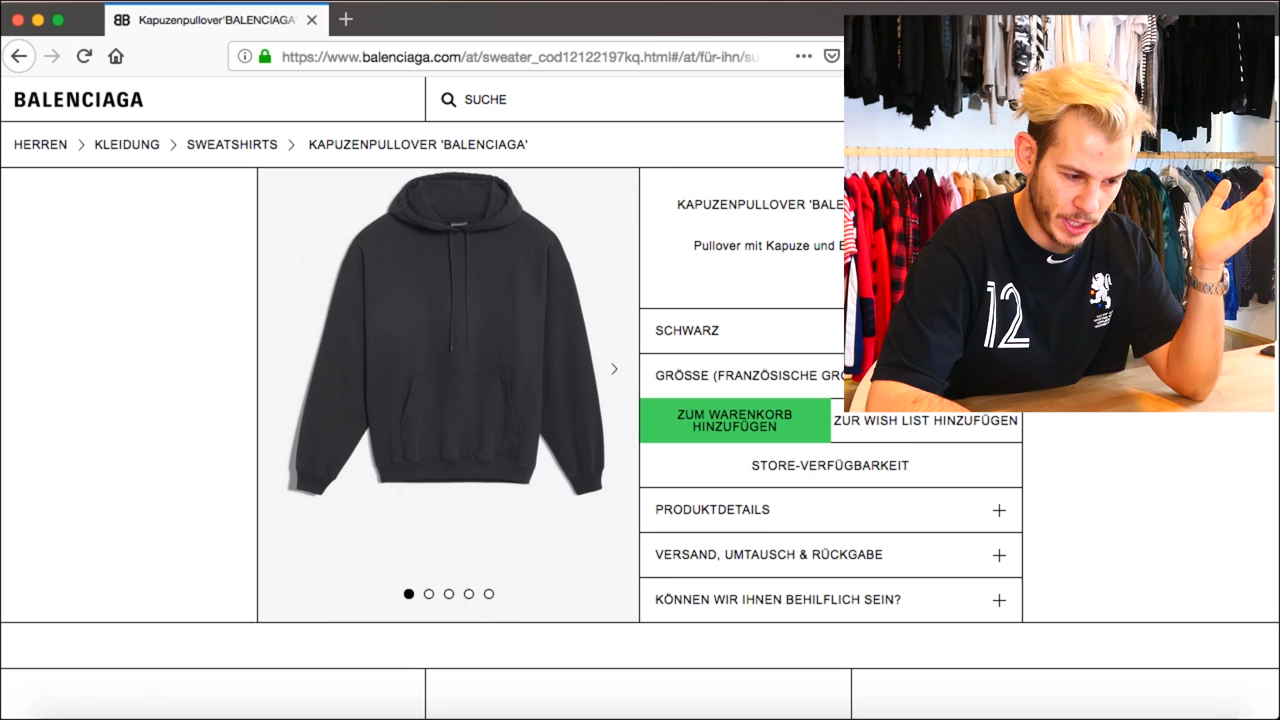 BB Kapuzenpullover'BALENCIAGA'
https://www.balenciaga.com/at/sweater_cod12122197kq.html#/at/für-ihn/su
BALENCIAGA
SUCHE
HERREN > KLEIDUNG > SWEATSHIRTS > KAPUZENPULLOVER 'BALENCIAGA'
KAPUZENPULLOVER 'BALE
Pullover mit Kapuze und B
12
SCHWARZ
GRÖSSE (FRANZÖSISCHE GRÖ
ZUM WARENKORB
HINZUFÜGEN
ZUR WISH LIST HINZUFÜGEN
STORE-VERFÜGBARKEIT
PRODUKTDETAILS
VERSAND, UMTAUSCH & RÜCKGABE
KÖNNEN WIR IHNEN BEHILFLICH SEIN?